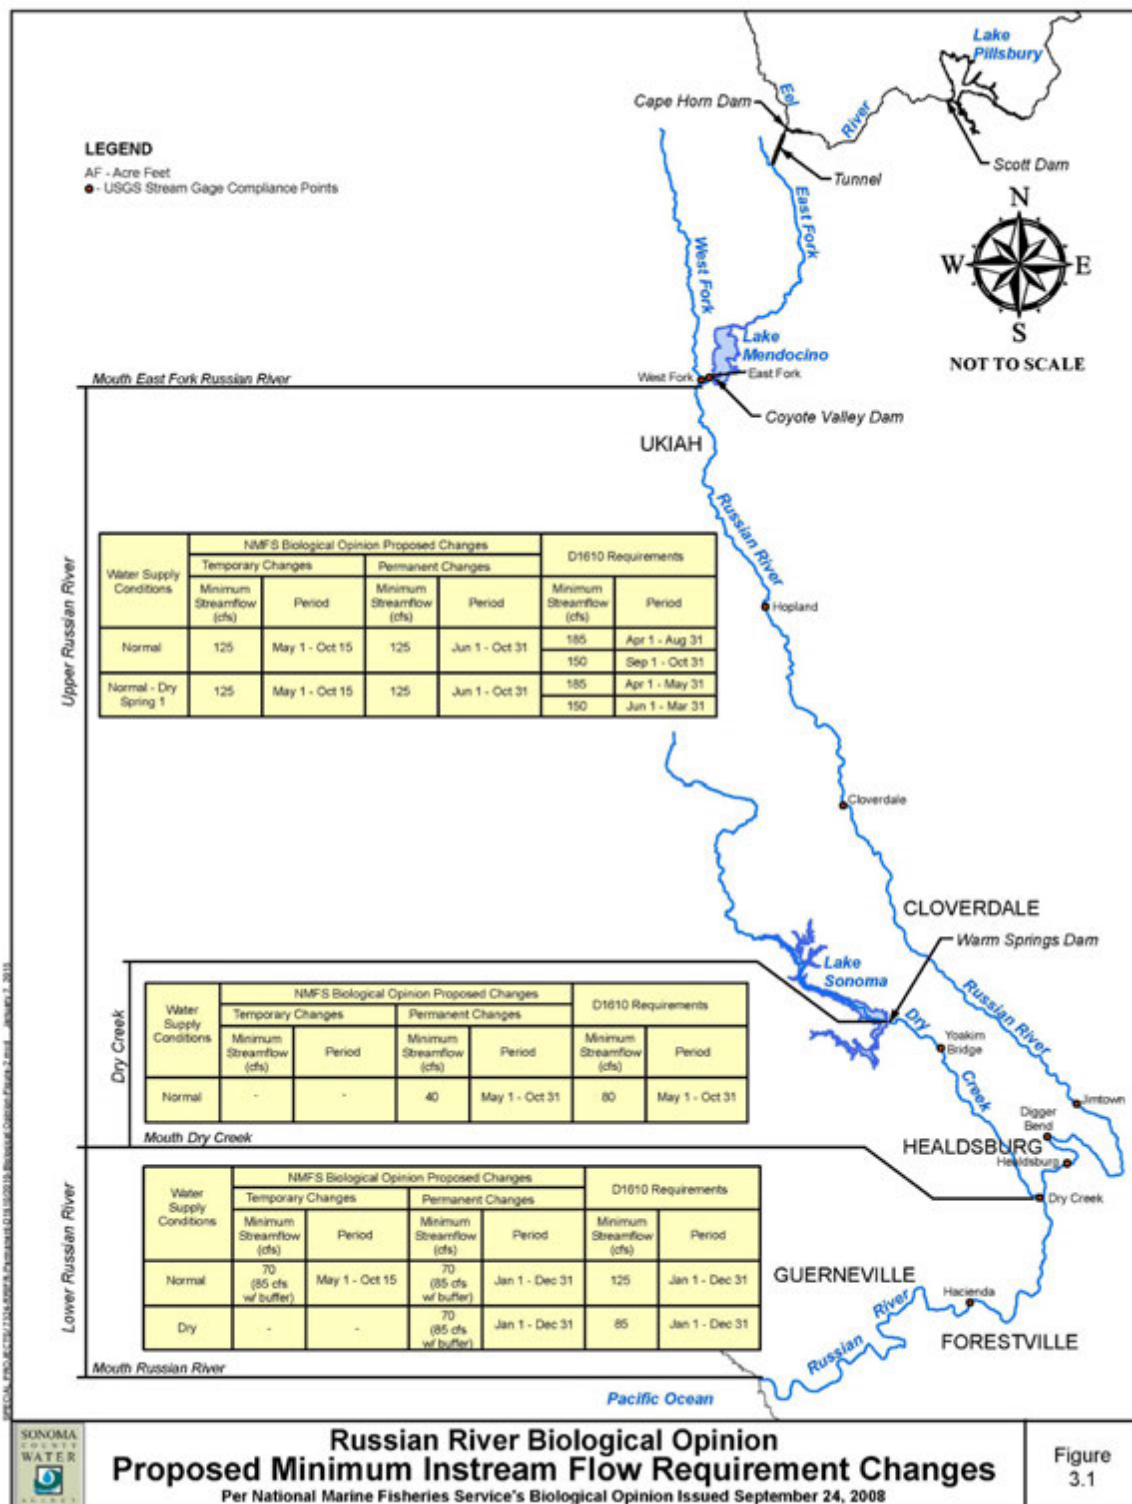 Lake
Pillsbury
Eel
River
Cape Horn Dam
Scott Dam
Tunnel
LEGEND
AF - Acre Feet
- USGS Stream Gage Compliance Points
N
W E
S
NOT TO SCALE
West Fork
East Fork
Lake
Mendocino
Mouth East Fork Russian River
West Fork
East Fork
Coyote Valley Dam
UKIAH
Russian River
Hopland
Upper Russian River
Water Supply
Conditions
NMFS Biological Opinion Proposed Changes
D1610 Requirements
Temporary Changes Permanent Changes
Minimum
Streamflow
(cfs)
Period
Minimum
Streamflow
(cfs)
Period
Minimum
Streamflow
(cfs)
Period
Normal 125 May 1 - Oct 15 125 Jun 1 - Oct 31 185 Apr 1 - Aug 31
150 Sep 1 - Oct 31
Normal - Dry
Spring 1
125 May 1 - Oct 15 125 Jun 1 - Oct 31 185 Apr 1 - May 31
150 Jun 1 - Mar 31
Cloverdale
CLOVERDALE
Warm Springs Dam
Lake
Sonoma
Russian River
Dry Creek
Yoakim
Bridge
Jimtown
Digger
Bend
HEALDSBURG
Healdsburg
Dry Creek
Dry Creek
Water
Supply
Conditions
NMFS Biological Opinion Proposed Changes
D1610 Requirements
Temporary Changes Permanent Changes
Minimum
Streamflow
(cfs)
Period
Minimum
Streamflow
(cfs)
Period
Minimum
Streamflow
(cfs)
Period
Normal - - 40 May 1 - Oct 31 80 May 1 - Oct 31
Mouth Dry Creek
Lower Russian River
Water
Supply
Conditions
NMFS Biological Opinion Proposed Changes
D1610 Requirements
Temporary Changes Permanent Changes
Minimum
Streamflow
(cfs)
Period
Minimum
Streamflow
(cfs)
Period
Minimum
Streamflow
(cfs)
Period
Normal 70
(85 cfs
w/ buffer)
May 1 - Oct 15 70
(85 cfs
w/ buffer)
Jan 1 - Dec 31 125 Jan 1 - Dec 31
Dry - - 70
(85 cfs
w/ buffer)
Jan 1 - Dec 31 85 Jan 1 - Dec 31
GUERNEVILLE
Hacienda
FORESTVILLE
Russian River
Mouth Russian River
Pacific Ocean
SONOMA
COUNTY
WATER
AGENCY
Russian River Biological Opinion
Proposed Minimum Instream Flow Requirement Changes
Per National Marine Fisheries Service's Biological Opinion Issued September 24, 2008
Figure
3.1